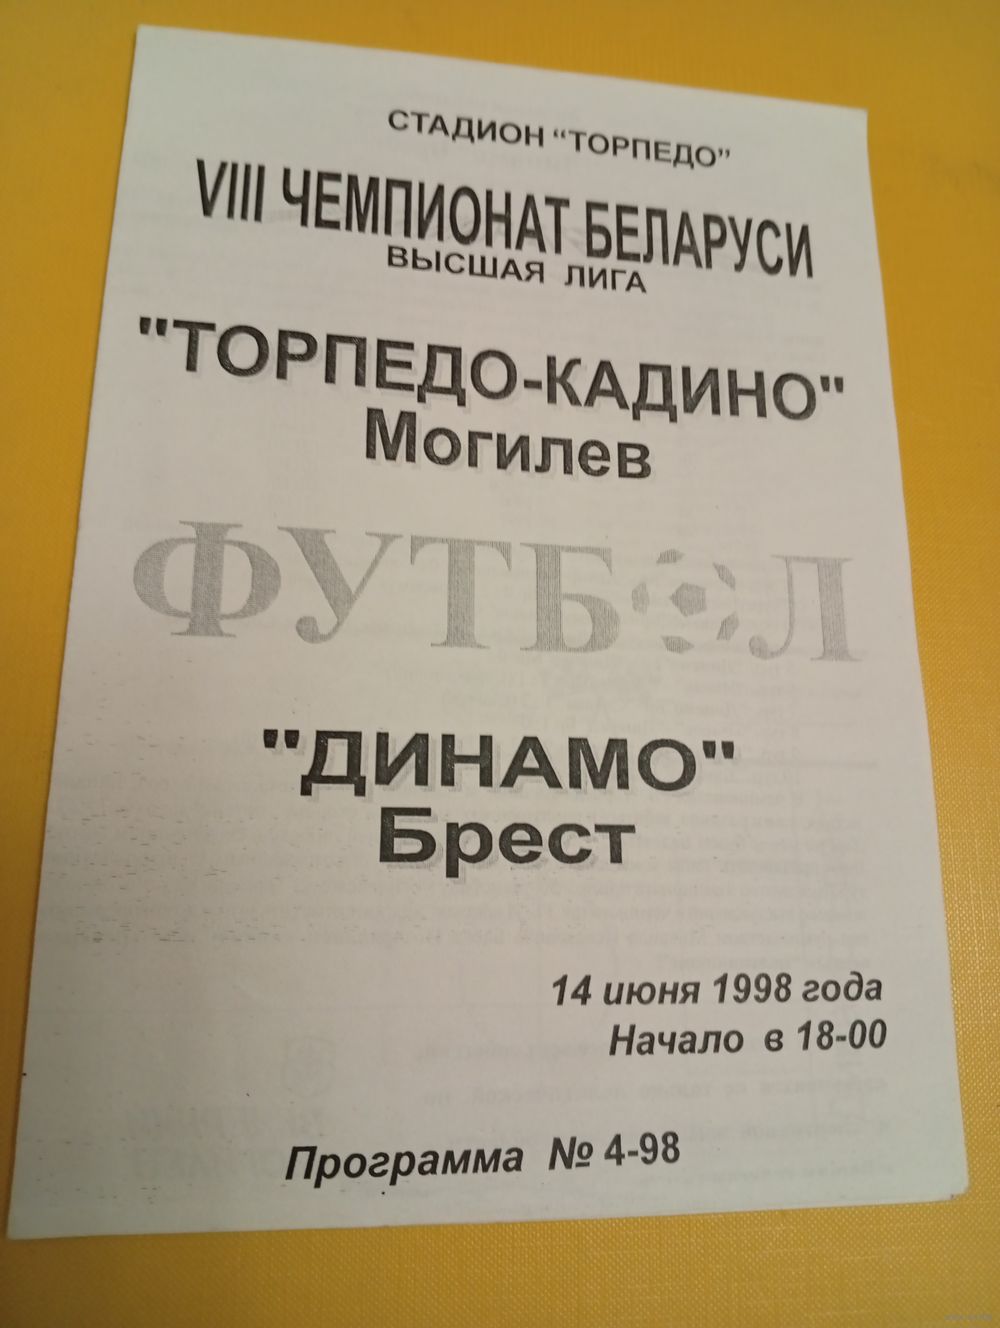 СТАДИОН “ТОРПЕДО”
VIII ЧЕМПИОНАТ БЕЛАРУСИ
ВЫСШАЯ ЛИГА
"ТОРПЕДО-КАДИНО"
Могилев
ФУТБОЛ
"ДИНАМО"
Брест
14 июня 1998 года
Начало в 18-00
Программа № 4-98